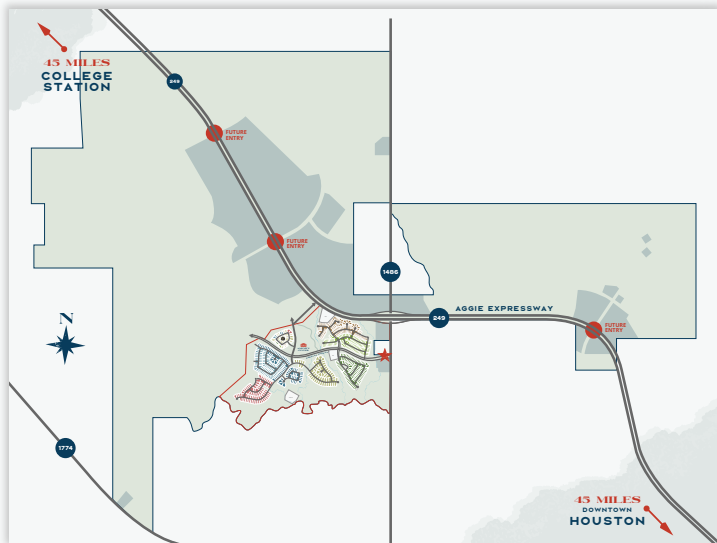 45 MILES
COLLEGE
STATION
249
FUTURE
ENTRY
FUTURE
ENTRY
1486
AGGIE EXPRESSWAY
249
FUTURE
ENTRY
N
1774
45 MILES
DOWNTOWN
HOUSTON